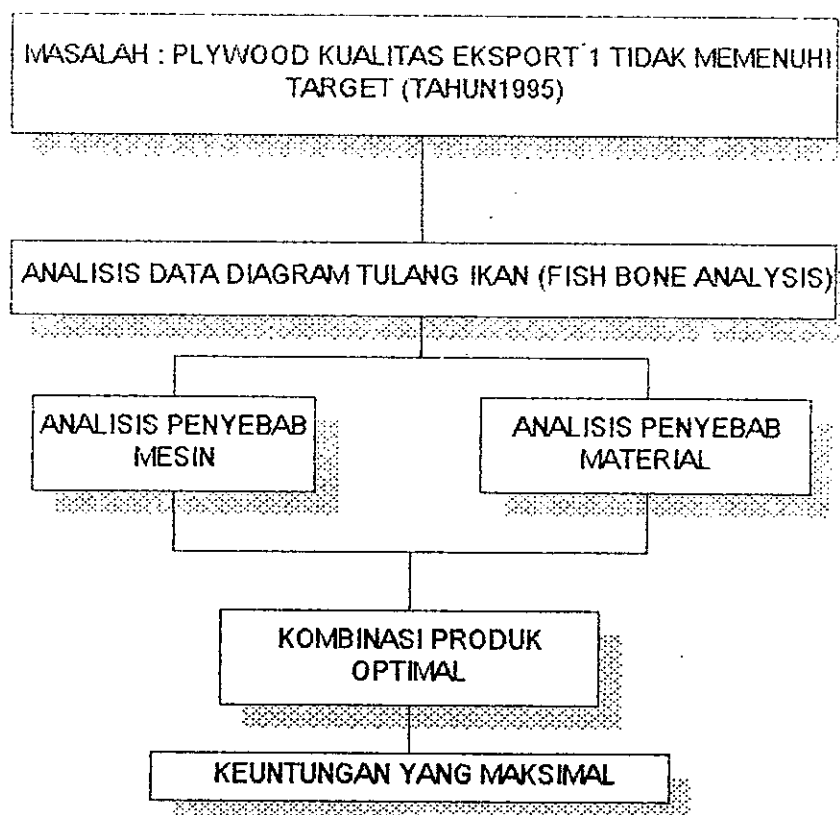 MASALAH : PLYWOOD KUALITAS EKSPORT 1 TIDAK MEMENUHI
TARGET (TAHUN1995)
ANALISIS DATA DIAGRAM TULANG IKAN (FISH BONE ANALYSIS)
ANALISIS PENYEBAB
MESIN
ANALISIS PENYEBAB
MATERIAL
KOMBINASI PRODUK
OPTIMAL
KEUNTUNGAN YANG MAKSIMAL